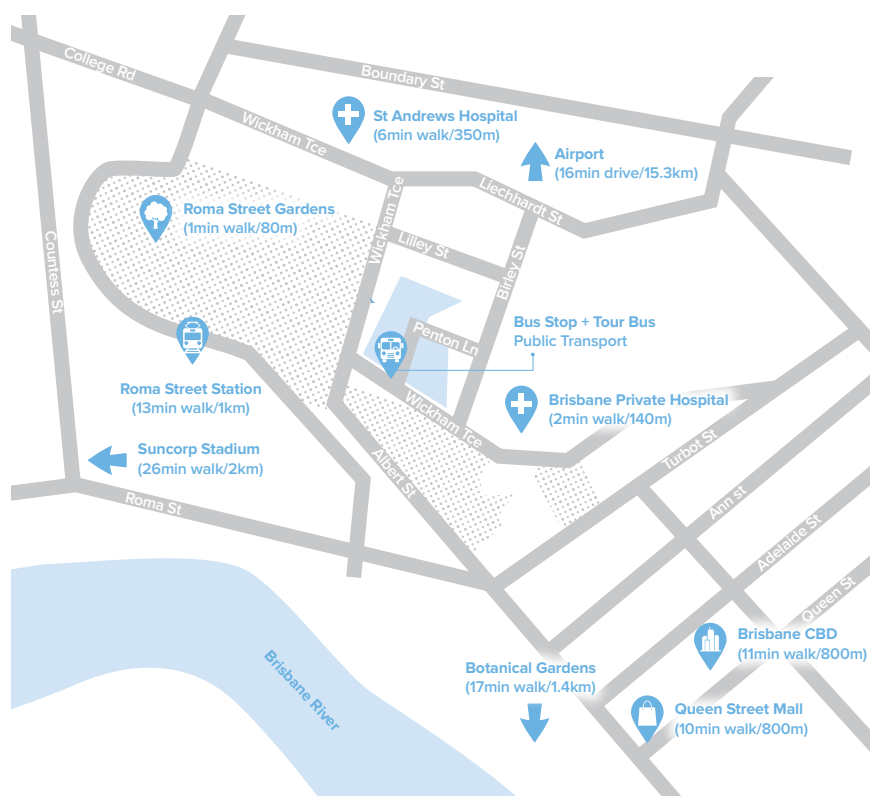 College Rd
Boundary St
Wickham Tce
St Andrews Hospital
(6min walk/350m)
Airport
(16min drive/15.3km)
Wickham Tce
Liechhardt St
Roma Street Gardens
(1min walk/80m)
Lilley St
Birley St
Countess St
Bus Stop + Tour Bus
Public Transport
Penton Ln
Roma Street Station
(13min walk/1km)
Brisbane Private Hospital
(2min walk/140m)
Wickham Tce
Turbot St
Suncorp Stadium
(26min walk/2km)
Albert St
Roma St
Ann st
Adelaide St
Queen St
Brisbane CBD
(11min walk/800m)
Brisbane River
Botanical Gardens
(17min walk/1.4km)
Queen Street Mall
(10min walk/800m)